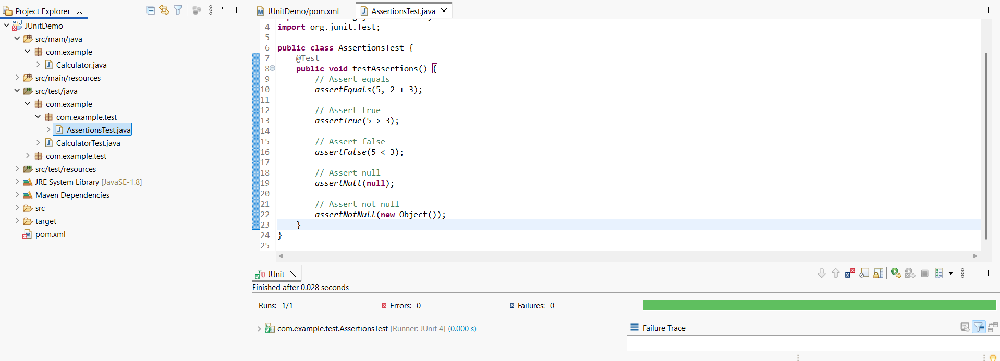 Project Explorer
JUnitDemo
src/main/java
com.example
Calculator.java
src/main/resources
src/test/java
com.example
com.example.test
AssertionsTest.java
CalculatorTest.java
com.example.test
src/test/resources
JRE System Library [JavaSE-1.8]
Maven Dependencies
src
target
pom.xml
JUnitDemo/pom.xml
AssertionsTest.java
4 import org.junit.Test;
5
6 public class AssertionsTest {
7 @Test
8 public void testAssertions() {
9 // Assert equals
10 assertEquals(5, 2 + 3);
11
12 // Assert true
13 assertTrue(5 > 3);
14
15 // Assert false
16 assertFalse(5 < 3);
17
18 // Assert null
19 assertNull(null);
20
21 // Assert not null
22 assertNotNull(new Object());
23 }
24 }
25
JUnit
Finished after 0.028 seconds
Runs: 1/1 Errors: 0 Failures: 0
com.example.test.AssertionsTest [Runner: JUnit 4] (0.000 s)
Failure Trace